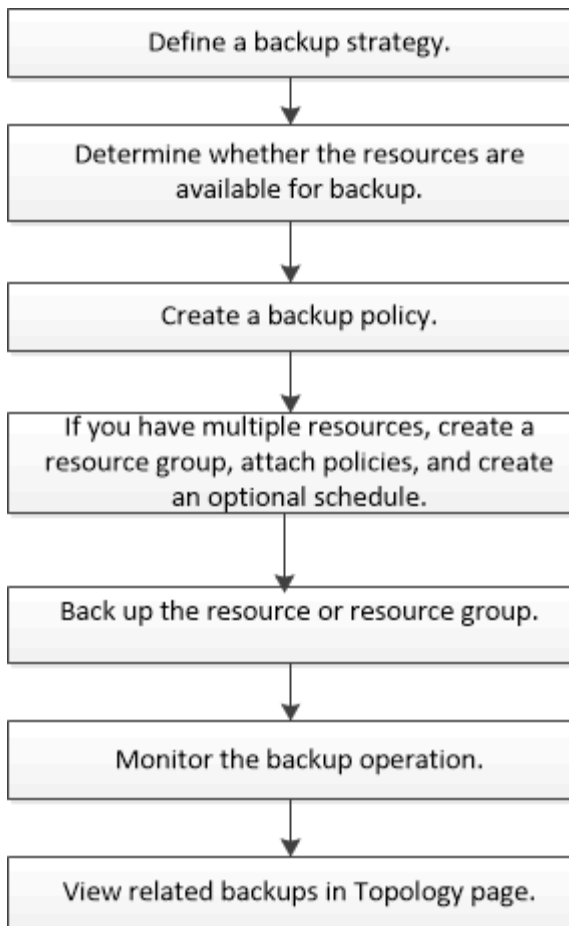 Define a backup strategy.
Determine whether the resources are
available for backup.
Create a backup policy.
If you have multiple resources, create a
resource group, attach policies, and create
an optional schedule.
Back up the resource or resource group.
Monitor the backup operation.
View related backups in Topology page.